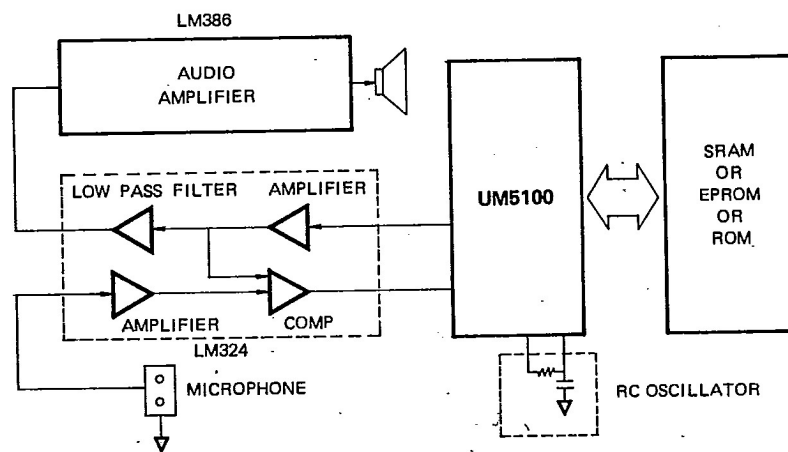 LM386
AUDIO
AMPLIFIER
LOW PASS FILTER
AMPLIFIER
UM5100
SRAM
OR
EPROM
OR
ROM
AMPLIFIER
COMP
LM324
MICROPHONE
RC OSCILLATOR